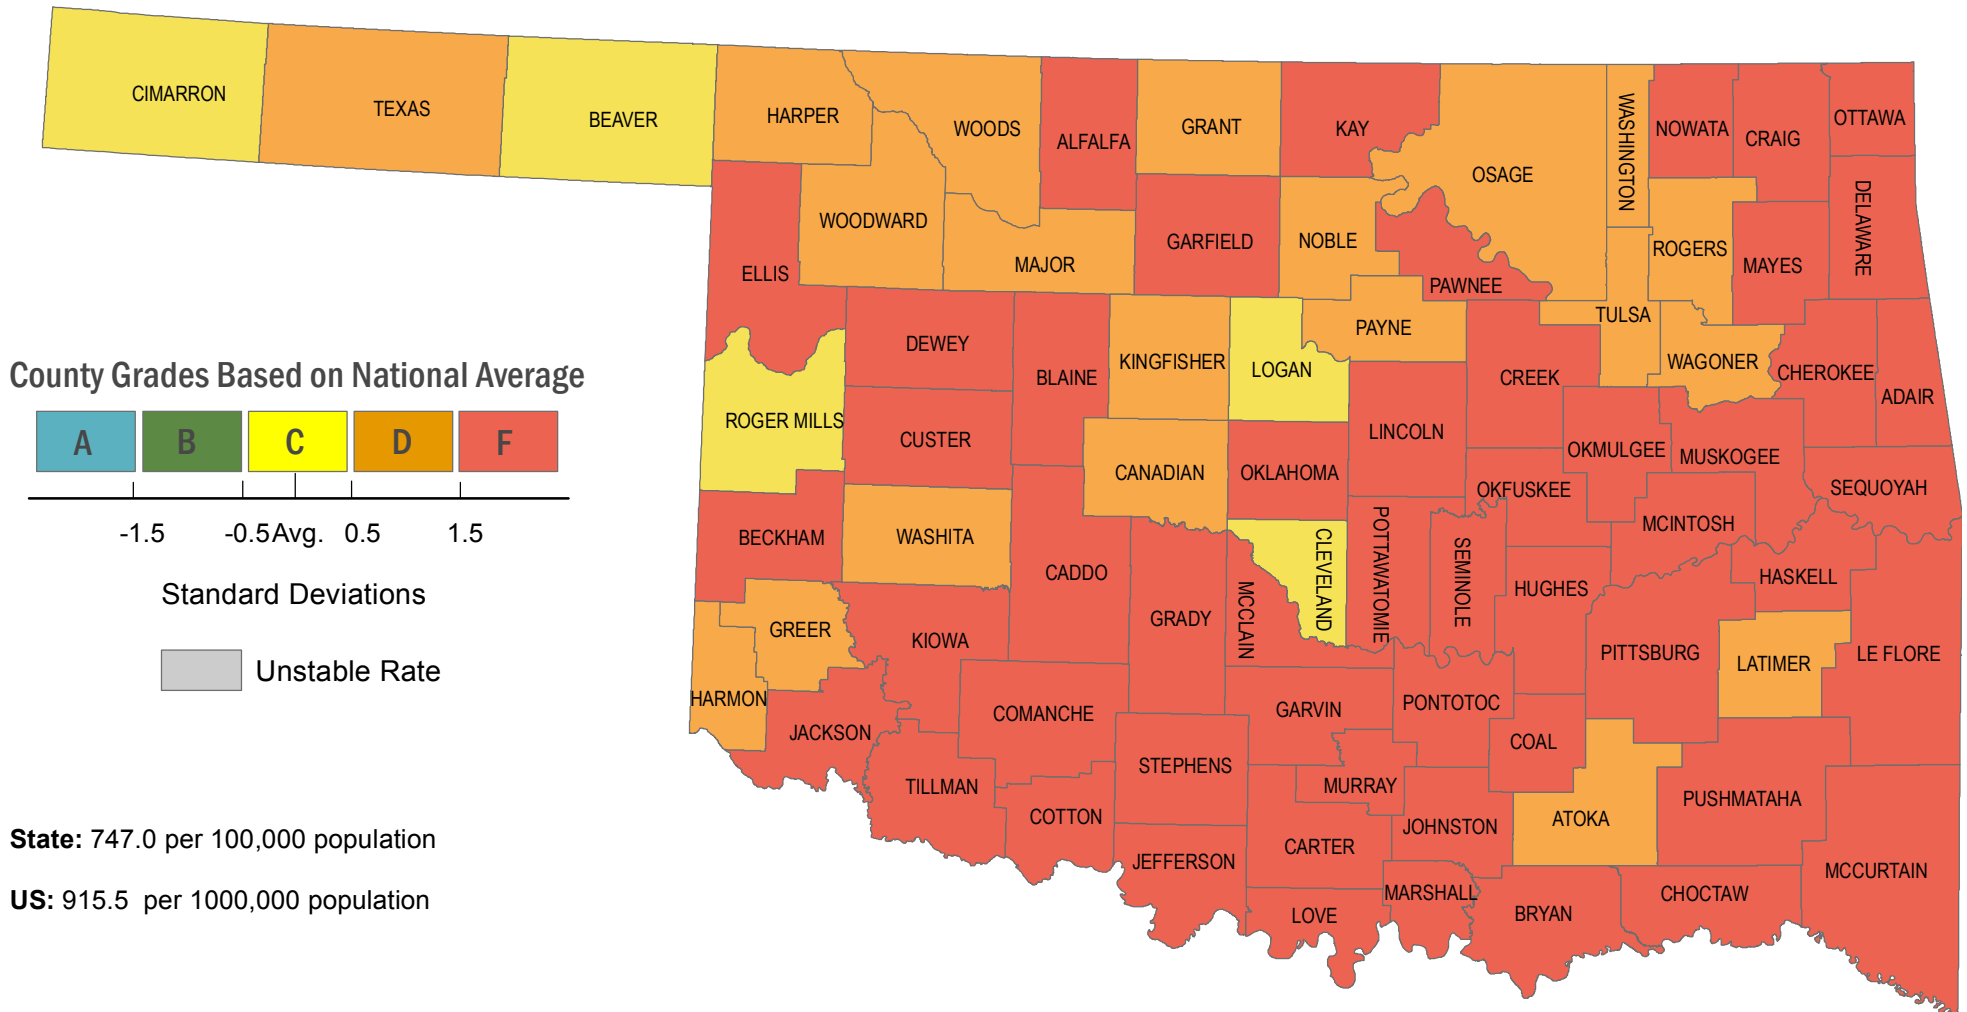 CIMARRON
TEXAS
BEAVER
HARPER
WOODS
ALFALFA
GRANT
KAY
OSAGE
WASHINGTON
NOWATA
CRAIG
OTTAWA
DELAWARE
WOODWARD
ELLIS
MAJOR
GARFIELD
NOBLE
PAWNEE
ROGERS
MAYES
DEWEY
BLAINE
KINGFISHER
LOGAN
PAYNE
TULSA
CREEK
WAGONER
CHEROKEE
ADAIR
ROGER MILLS
CUSTER
CANADIAN
OKLAHOMA
LINCOLN
OKMULGEE
MUSKOGEE
SEQUOYAH
OKFUSKEE
MCINTOSH
BECKHAM
WASHITA
CADDO
GRADY
MCCLAIN
CLEVELAND
POTTAWATOMIE
SEMINOLE
HUGHES
HASKELL
PITTSBURG
LATIMER
LE FLORE
GREER
KIOWA
HARMON
JACKSON
COMANCHE
GARVIN
PONTOTOC
COAL
STEPHENS
MURRAY
TILLMAN
COTTON
JOHNSTON
ATOKA
PUSHMATAHA
CARTER
JEFFERSON
MARSHALL
LOVE
BRYAN
CHOCTAW
MCCURTAIN
County Grades Based on National Average
A B C D F
-1.5 -0.5 Avg. 0.5 1.5
Standard Deviations
Unstable Rate
State: 747.0 per 100,000 population
US: 915.5 per 1000,000 population